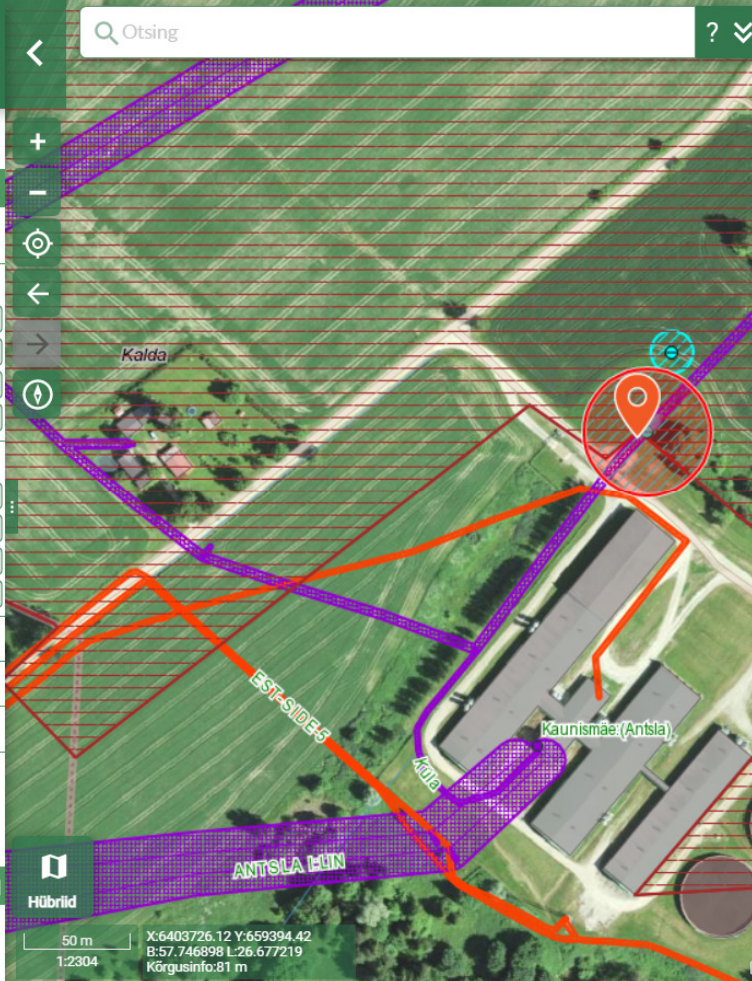 Otsing
?
Kalda
EST-SIDE-5
Kaunismäe:(Antsla)
Küla
ANTSLA I:LIN
Hübriid
50 m
1:2304
X:6403726.12 Y:659394.42
B:57.746898 L:26.677219
Kõrgusinfo:81 m